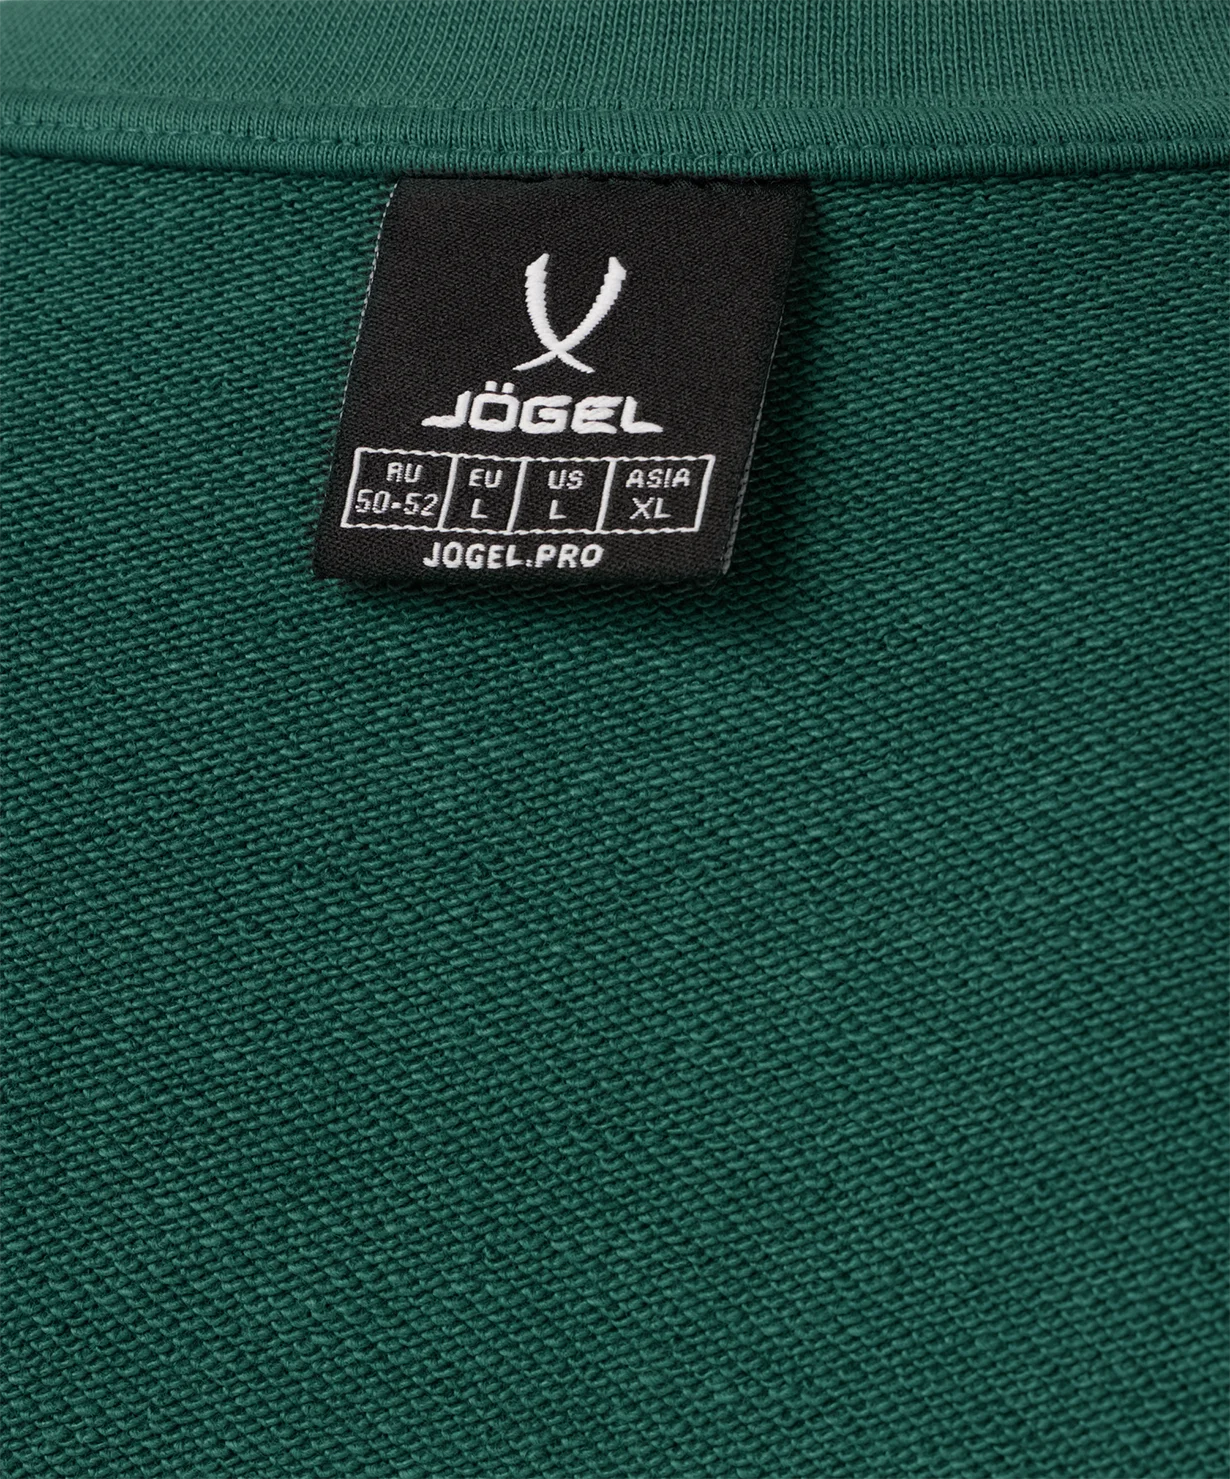 JÖGEL
RU EU US ASIA
50-52 L L XL
JOGEL.PRO